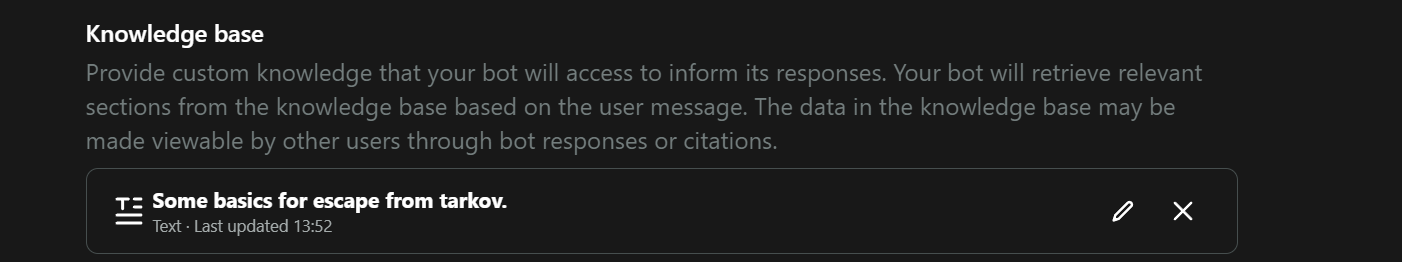 Knowledge base
Provide custom knowledge that your bot will access to inform its responses. Your bot will retrieve relevant
sections from the knowledge base based on the user message. The data in the knowledge base may be
made viewable by other users through bot responses or citations.
Some basics for escape from tarkov.
Text · Last updated 13:52